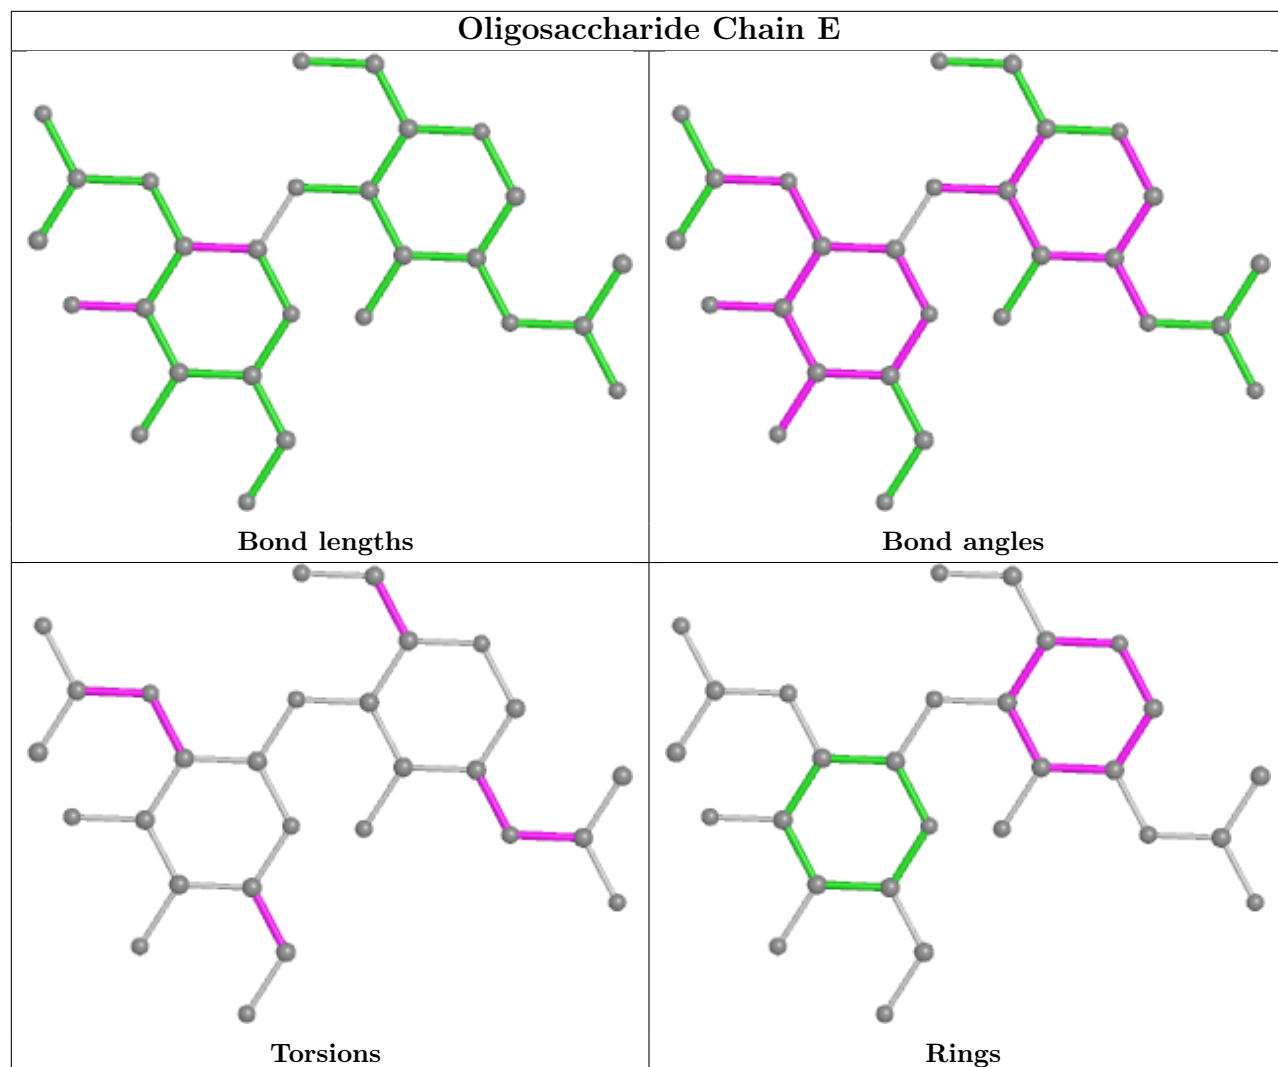 Oligosaccharide Chain E
Bond lengths
Bond angles
Torsions
Rings